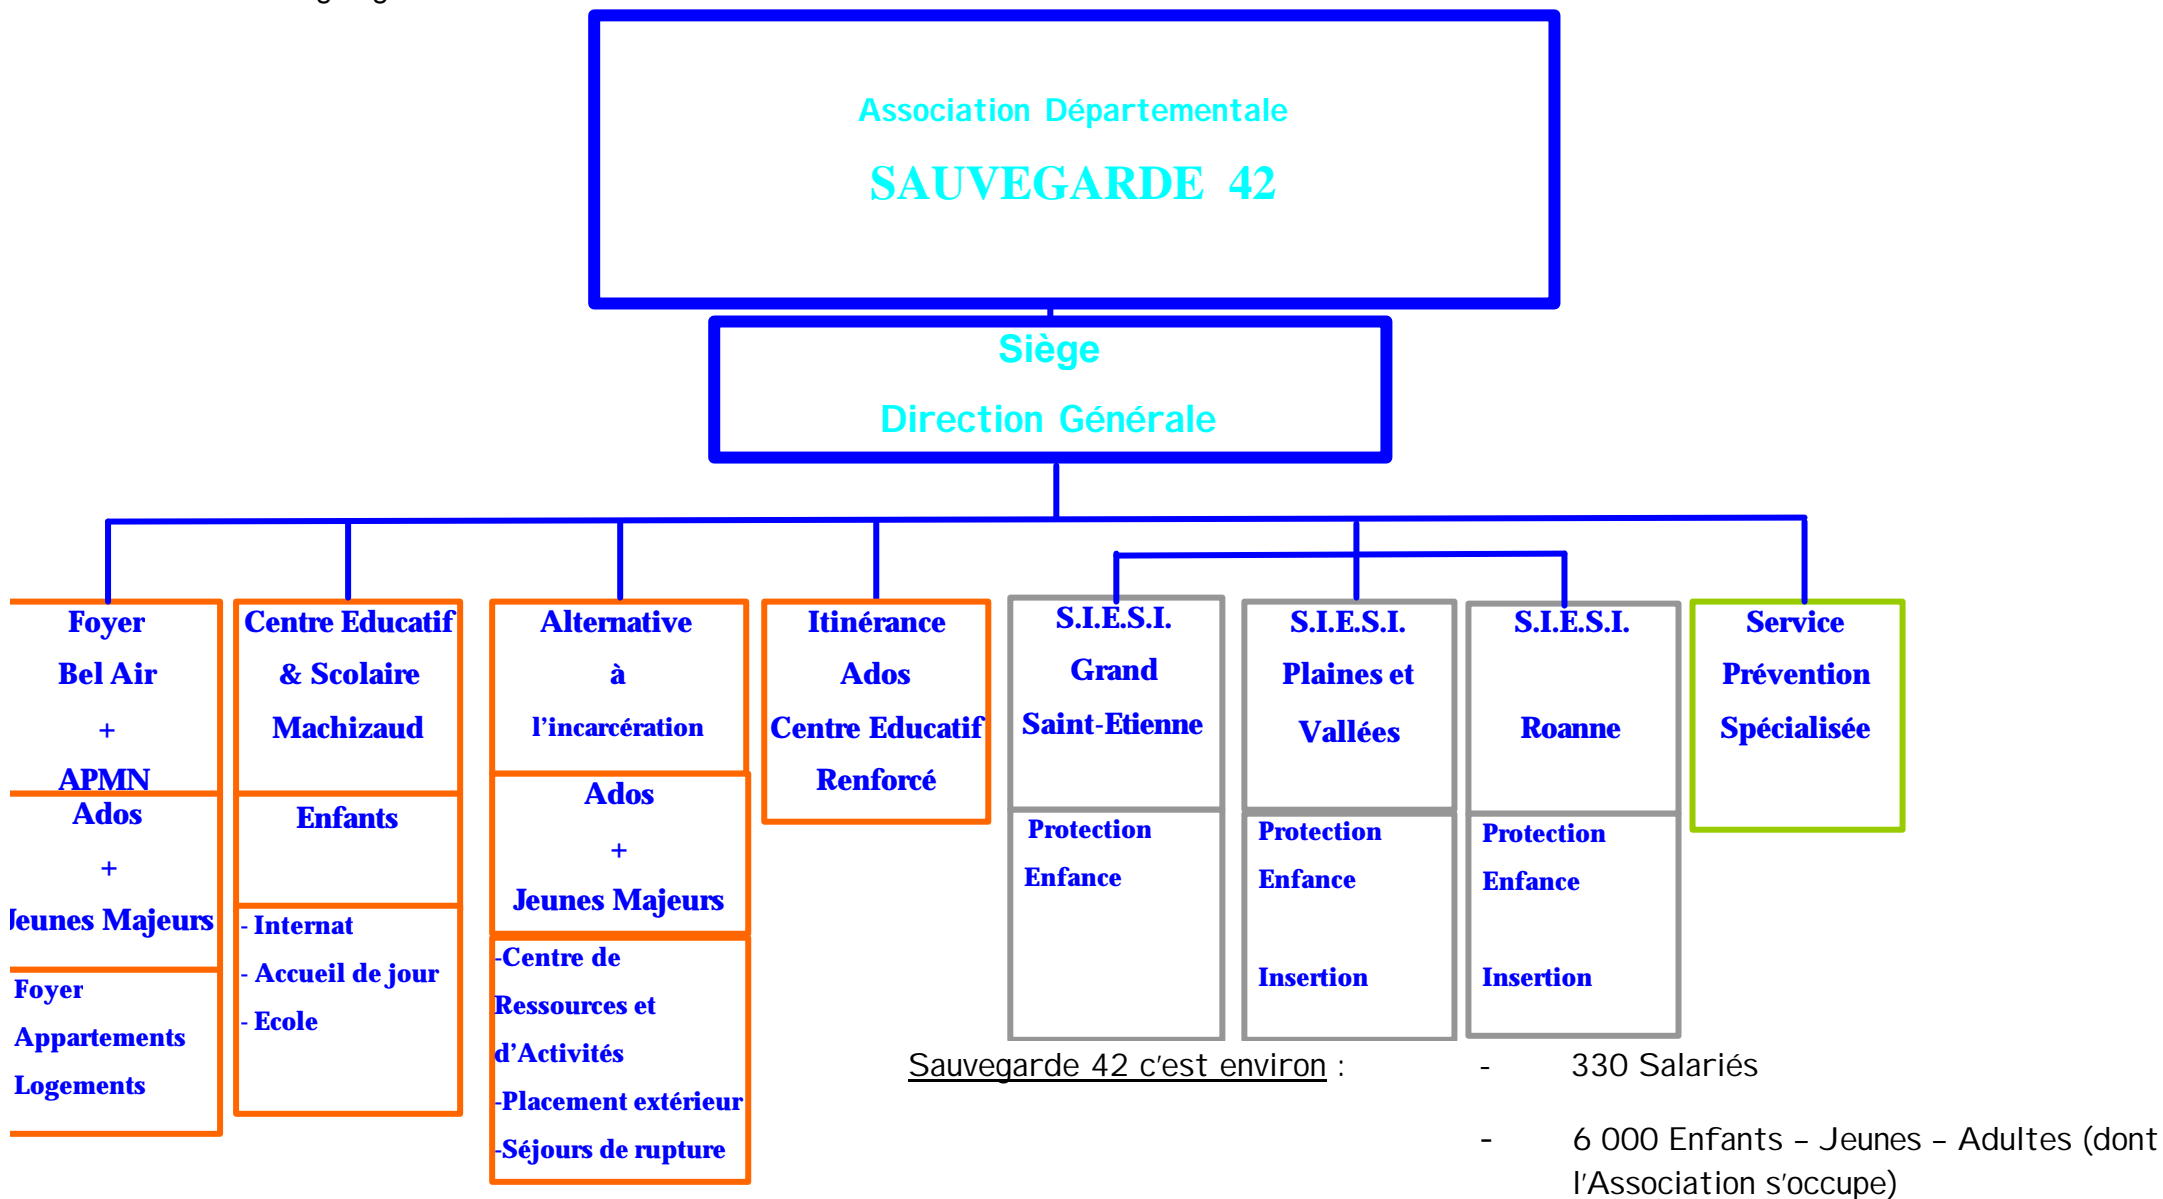 Association Départementale
SAUVEGARDE 42
Siège
Direction Générale
Foyer
Bel Air
+
APMN
Ados
+
Jeunes Majeurs
Foyer
Appartements
Logements
Centre Educatif
& Scolaire
Machizaud
Enfants
- Internat
- Accueil de jour
- Ecole
Alternative
à
l'incarcération
Ados
+
Jeunes Majeurs
-Centre de
Ressources et
d'Activités
-Placement extérieur
-Séjours de rupture
Itinérance
Ados
Centre Educatif
Renforcé
S.I.E.S.I.
Grand
Saint-Etienne
Protection
Enfance
S.I.E.S.I.
Plaines et
Vallées
Protection
Enfance
Insertion
S.I.E.S.I.
Roanne
Protection
Enfance
Insertion
Service
Prévention
Spécialisée
Sauvegarde 42 c'est environ :
- 330 Salariés
- 6 000 Enfants – Jeunes – Adultes (dont
l'Association s'occupe)